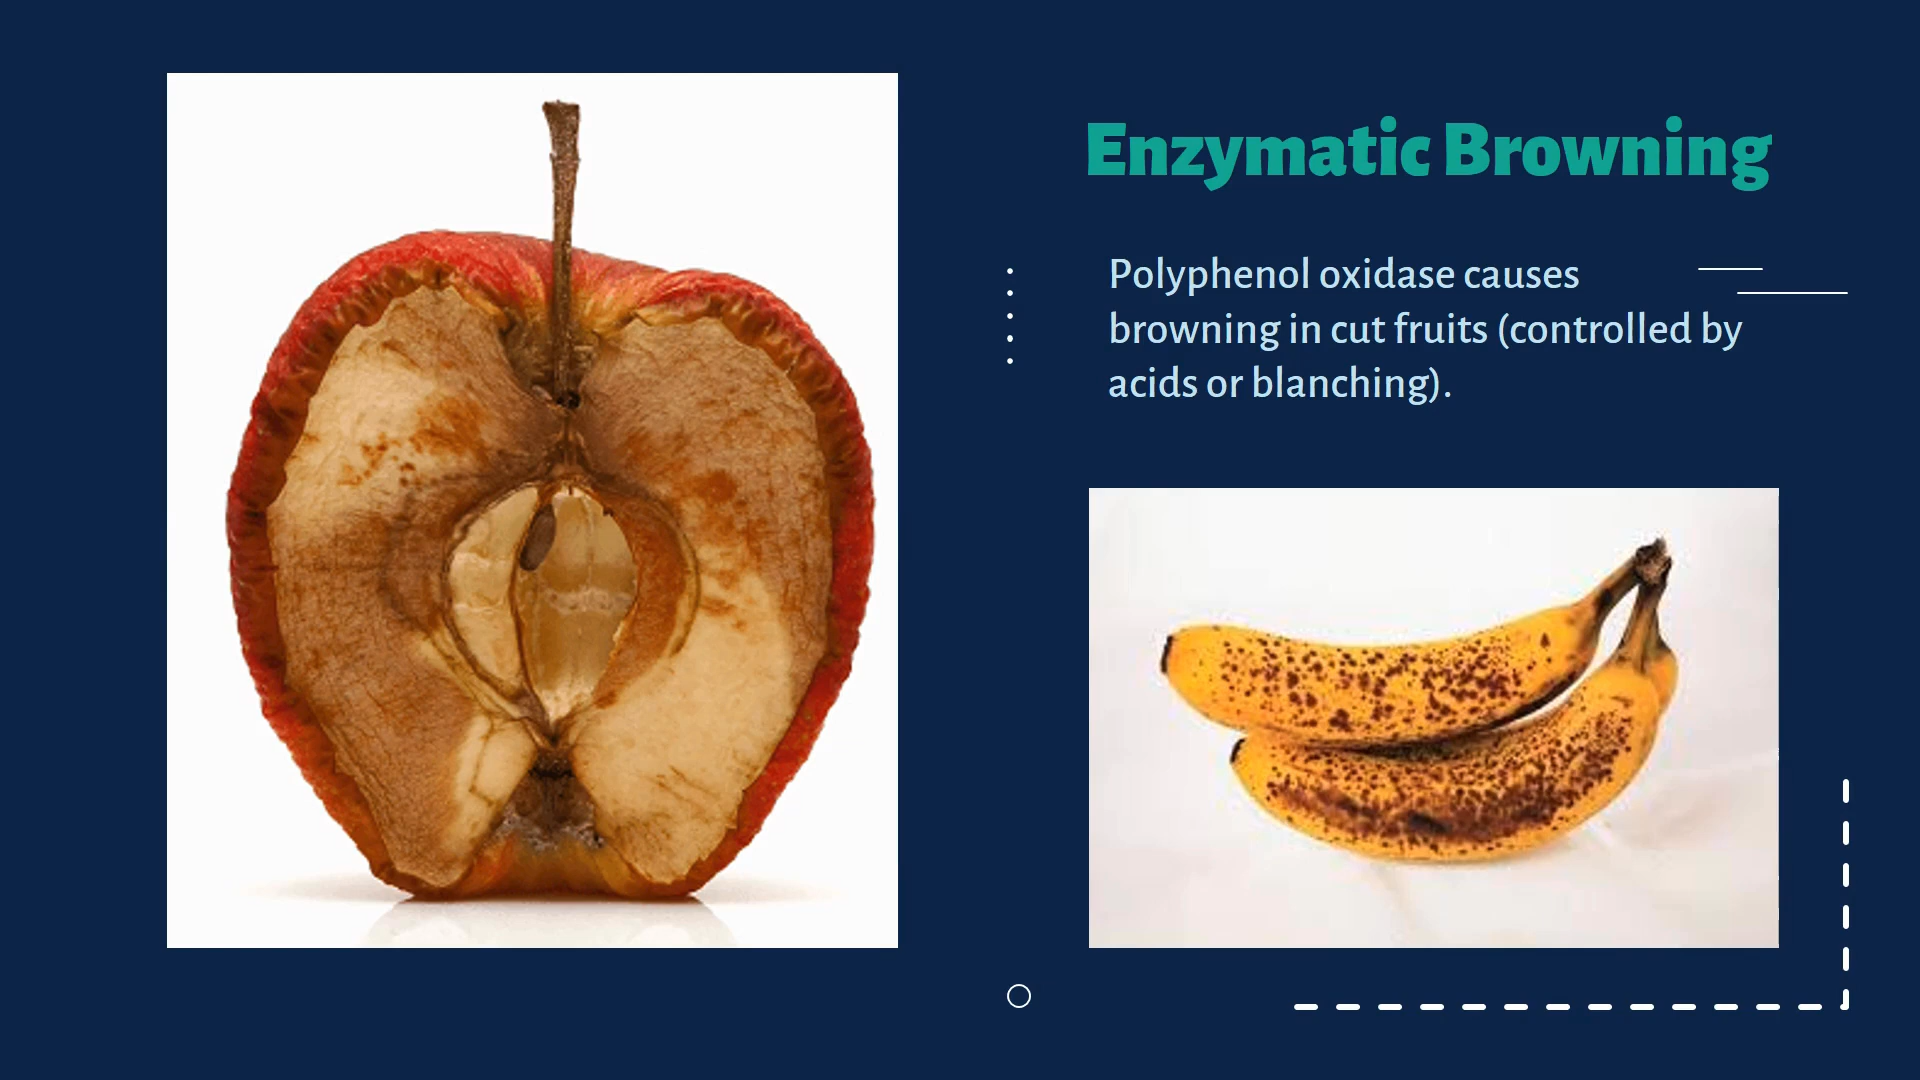 Enzymatic Browning
Polyphenol oxidase causes
browning in cut fruits (controlled by
acids or blanching).